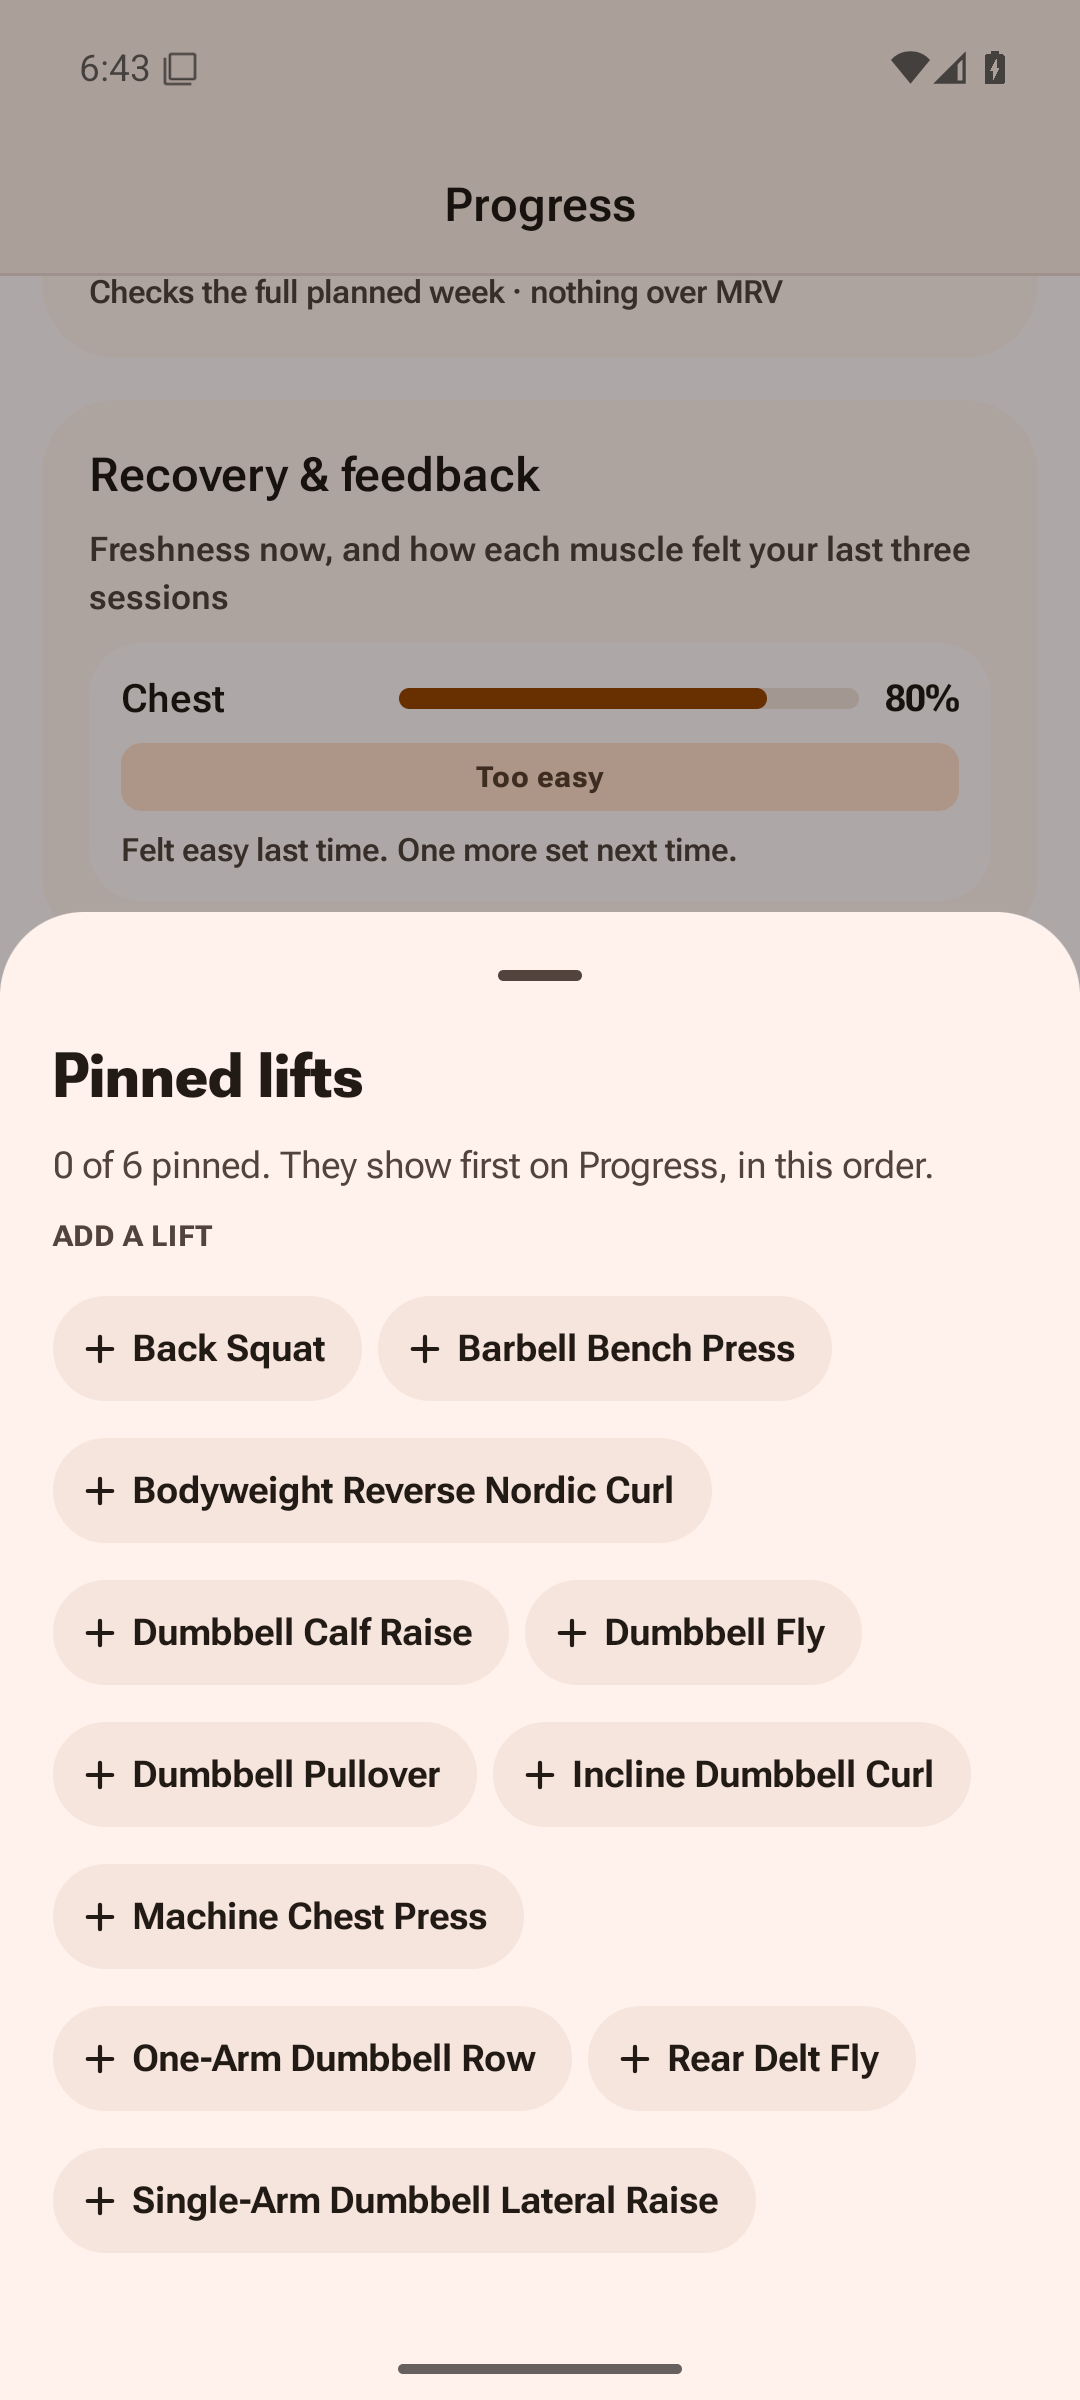 6:43
Progress
Checks the full planned week · nothing over MRV
Recovery & feedback
Freshness now, and how each muscle felt your last three
sessions
Chest 80%
Too easy
Felt easy last time. One more set next time.
Pinned lifts
0 of 6 pinned. They show first on Progress, in this order.
ADD A LIFT
+ Back Squat + Barbell Bench Press
+ Bodyweight Reverse Nordic Curl
+ Dumbbell Calf Raise + Dumbbell Fly
+ Dumbbell Pullover + Incline Dumbbell Curl
+ Machine Chest Press
+ One-Arm Dumbbell Row + Rear Delt Fly
+ Single-Arm Dumbbell Lateral Raise